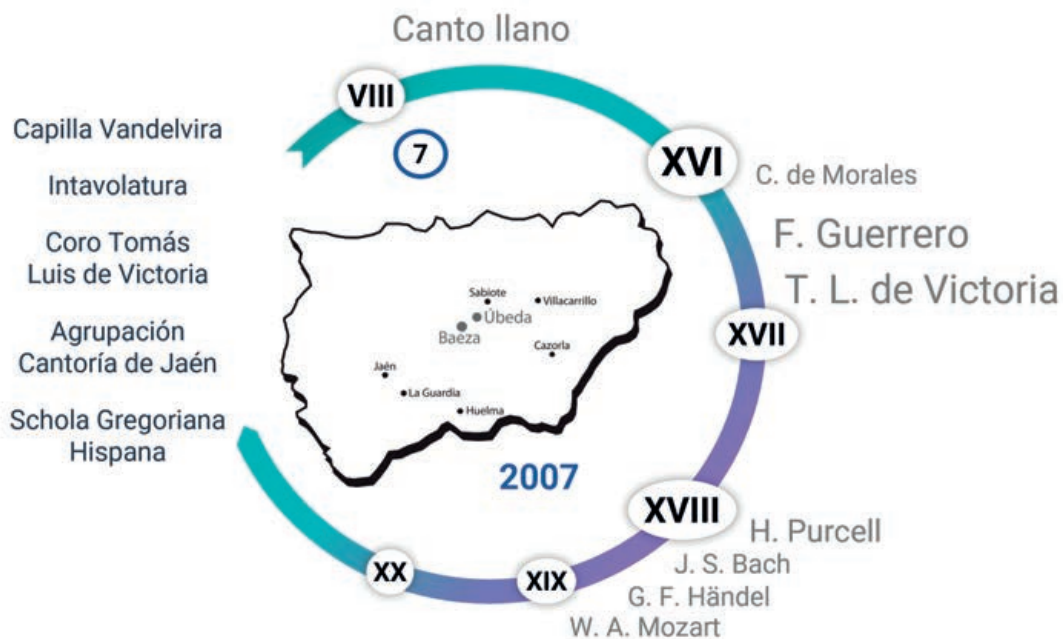 Canto llano
VIII
7
XVI
C. de Morales
F. Guerrero
T. L. de Victoria
XVII
XVIII
H. Purcell
J. S. Bach
G. F. Händel
W. A. Mozart
XIX
XX
Capilla Vandelvira
Intavolatura
Coro Tomás
Luis de Victoria
Agrupación
Cantoría de Jaén
Schola Gregoriana
Hispana
Sabiote
Villacarrillo
Úbeda
Baeza
Cazorla
Jaén
La Guardia
Huelma
2007